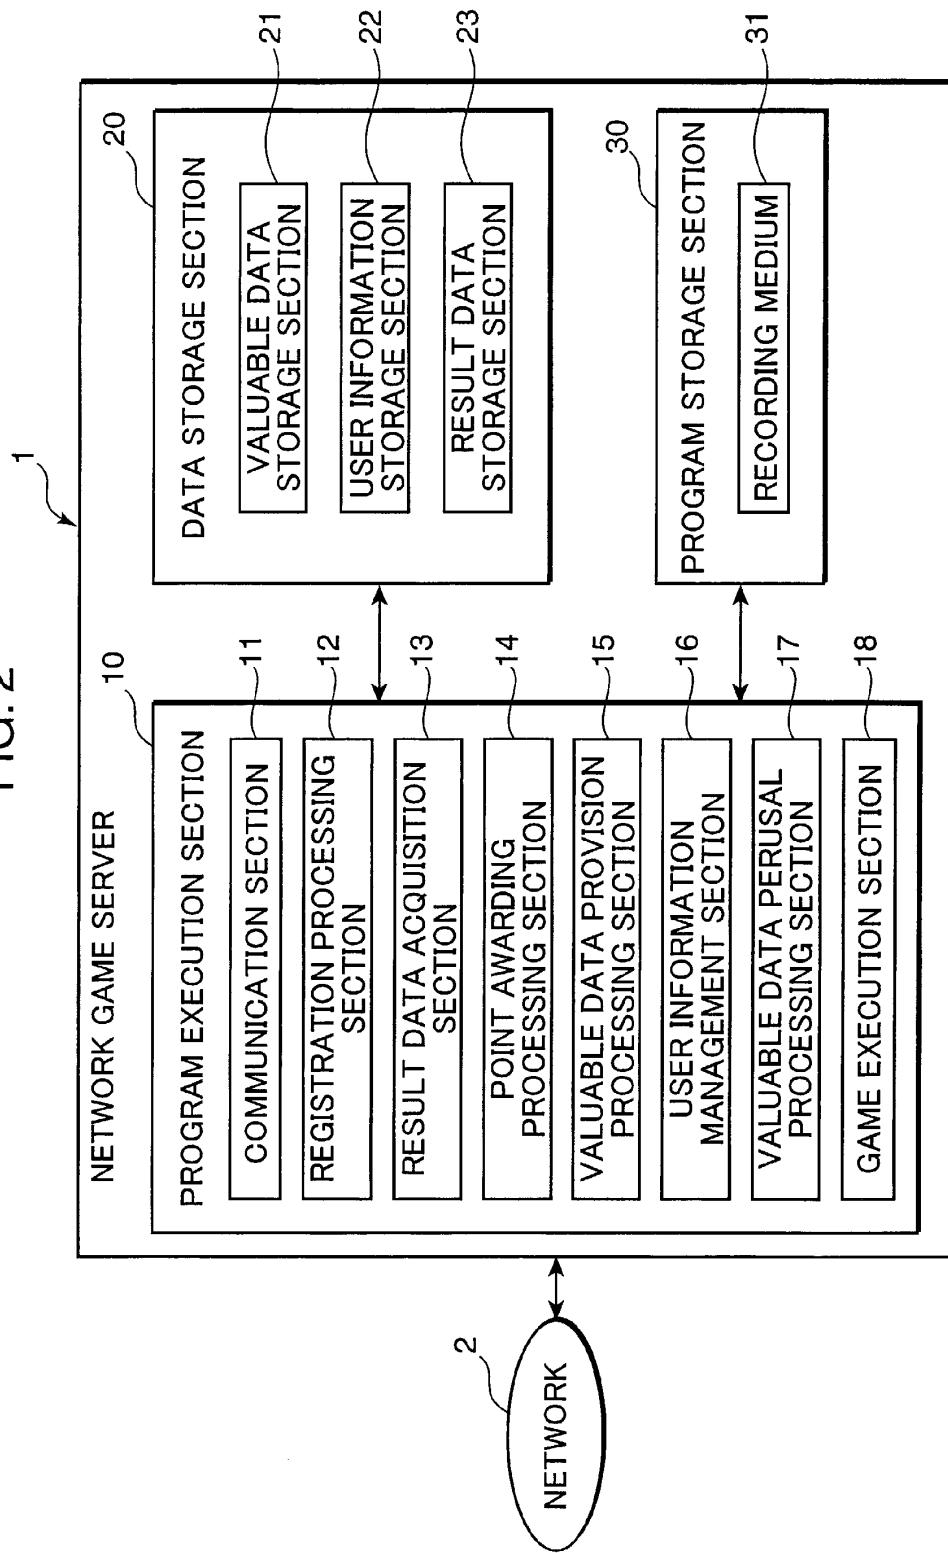 FIG. 2
1
NETWORK GAME SERVER
10
PROGRAM EXECUTION SECTION
COMMUNICATION SECTION
11
REGISTRATION PROCESSING
SECTION
12
RESULT DATA ACQUISITION
SECTION
13
POINT AWARDING
PROCESSING SECTION
14
VALUABLE DATA PROVISION
PROCESSING SECTION
15
USER INFORMATION
MANAGEMENT SECTION
16
VALUABLE DATA PERUSAL
PROCESSING SECTION
17
GAME EXECUTION SECTION
18
20
DATA STORAGE SECTION
VALUABLE DATA
STORAGE SECTION
21
USER INFORMATION
STORAGE SECTION
22
RESULT DATA
STORAGE SECTION
23
30
PROGRAM STORAGE SECTION
RECORDING MEDIUM
31
2
NETWORK